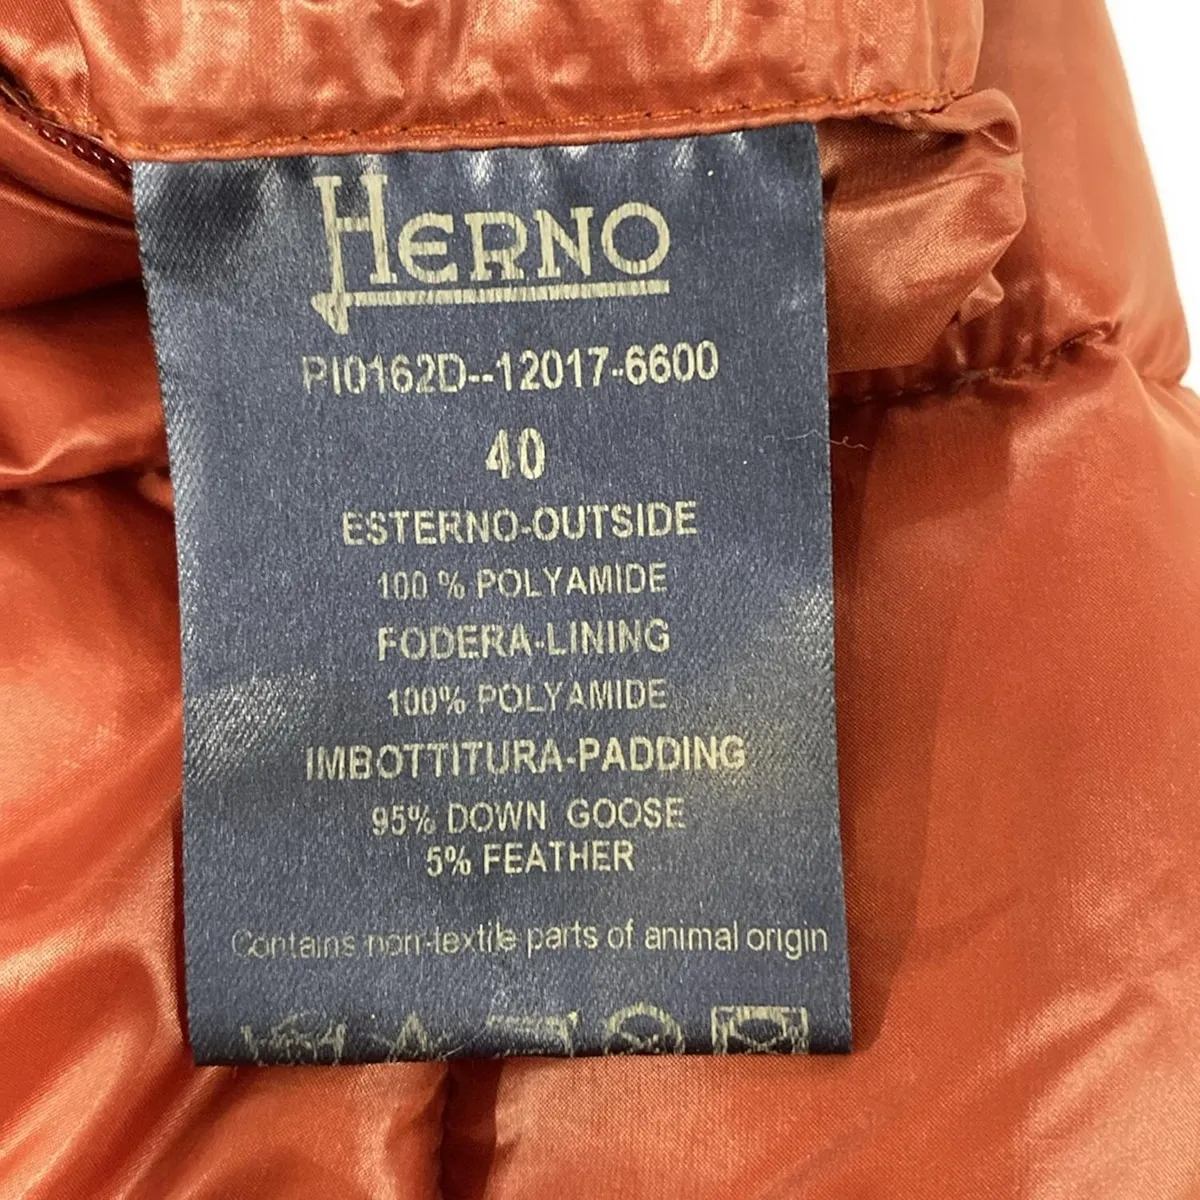 HERNO
PI0162D--12017-6600
40
ESTERNO-OUTSIDE
100 % POLYAMIDE
FODERA-LINING
100% POLYAMIDE
IMBOTTITURA-PADDING
95% DOWN GOOSE
5% FEATHER
Contains non-textile parts of animal origin